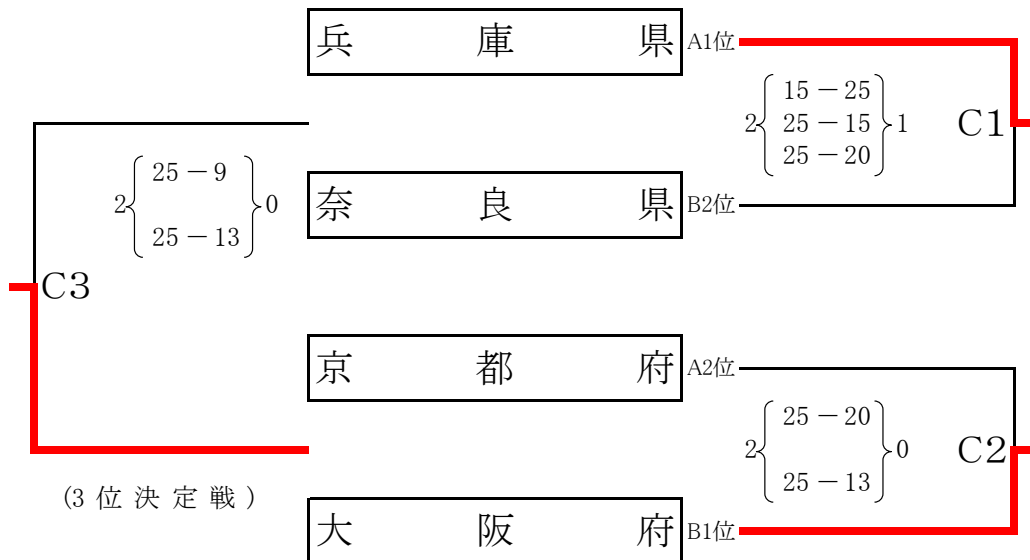 兵庫県 A1位
2 15－25 1
25－15
25－20
C1
2 25－9 0
25－13
奈良県 B2位
C3
京都府 A2位
2 25－20 0
25－13
C2
(3位決定戦)
大阪府 B1位